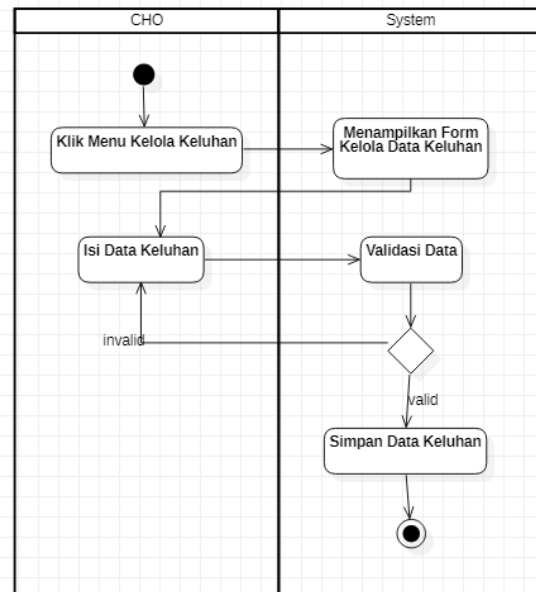 CHO
System
Klik Menu Kelola Keluhan
Menampilkan Form
Kelola Data Keluhan
Isi Data Keluhan
Validasi Data
invalid
valid
Simpan Data Keluhan